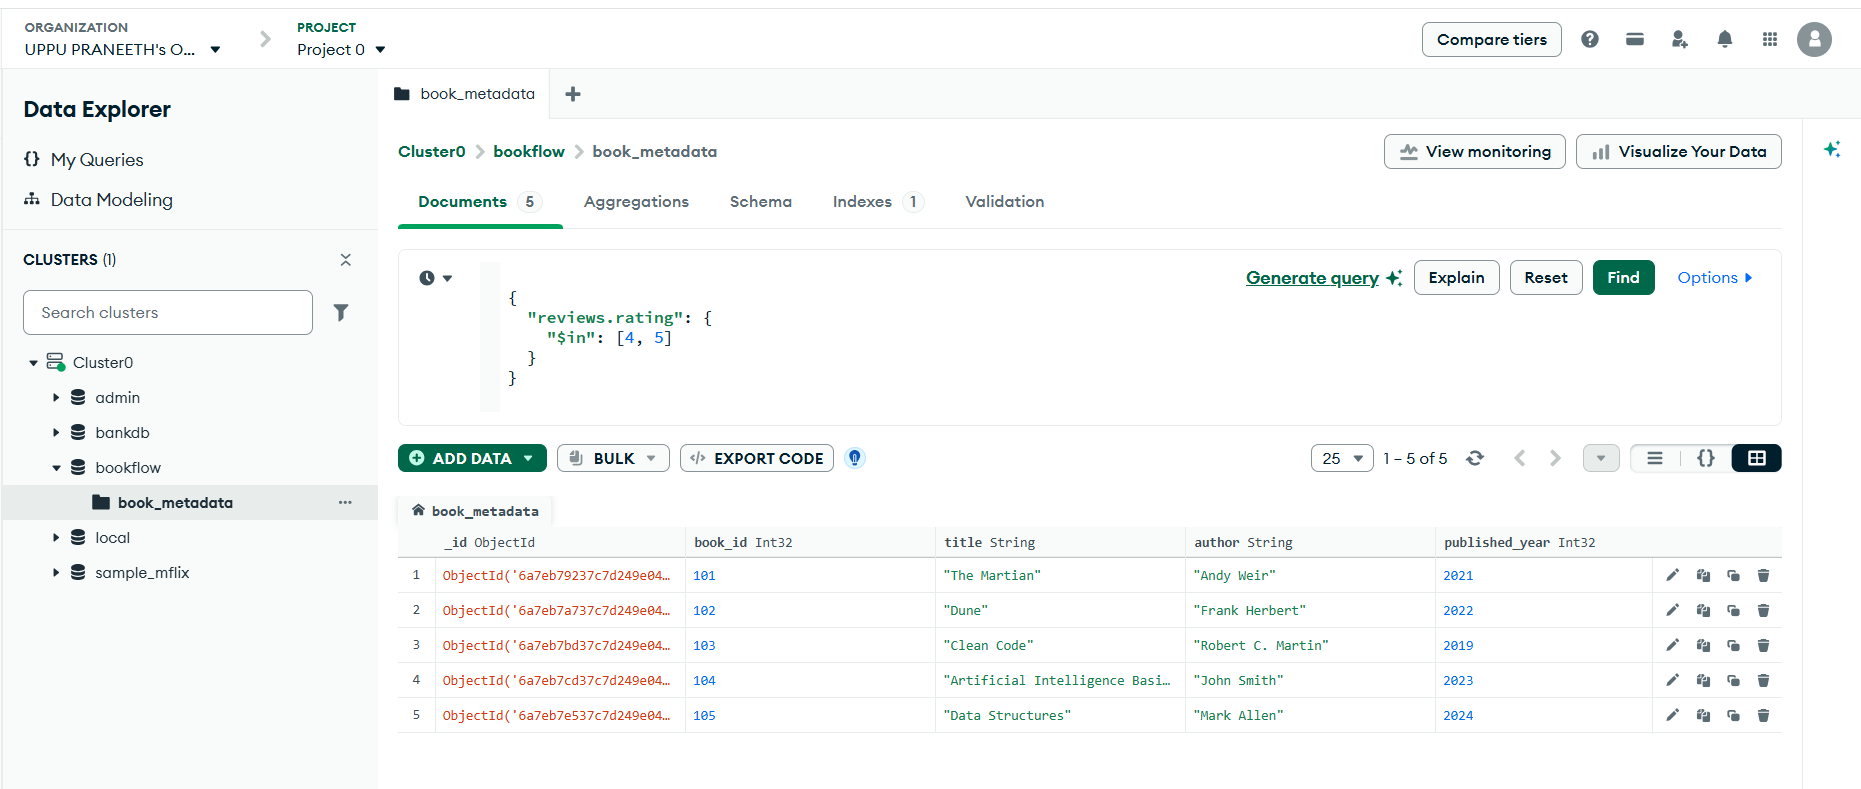 ORGANIZATION
UPPU PRANEETH's O...
PROJECT
Project 0
Compare tiers
Data Explorer
My Queries
Data Modeling
CLUSTERS (1)
Search clusters
Cluster0
admin
bankdb
bookflow
book_metadata
local
sample_mflix
book_metadata
Cluster0 > bookflow > book_metadata
View monitoring
Visualize Your Data
Documents 5
Aggregations
Schema
Indexes 1
Validation
Generate query
Explain
Reset
Find
Options
{
"reviews.rating": {
"$in": [4, 5]
}
}
ADD DATA
BULK
EXPORT CODE
25
1 – 5 of 5
book_metadata
_id ObjectId book_id Int32 title String author String published_year Int32
1 ObjectId('6a7eb79237c7d249e04… 101 "The Martian" "Andy Weir" 2021
2 ObjectId('6a7eb7a737c7d249e04… 102 "Dune" "Frank Herbert" 2022
3 ObjectId('6a7eb7bd37c7d249e04… 103 "Clean Code" "Robert C. Martin" 2019
4 ObjectId('6a7eb7cd37c7d249e04… 104 "Artificial Intelligence Basi… "John Smith" 2023
5 ObjectId('6a7eb7e537c7d249e04… 105 "Data Structures" "Mark Allen" 2024